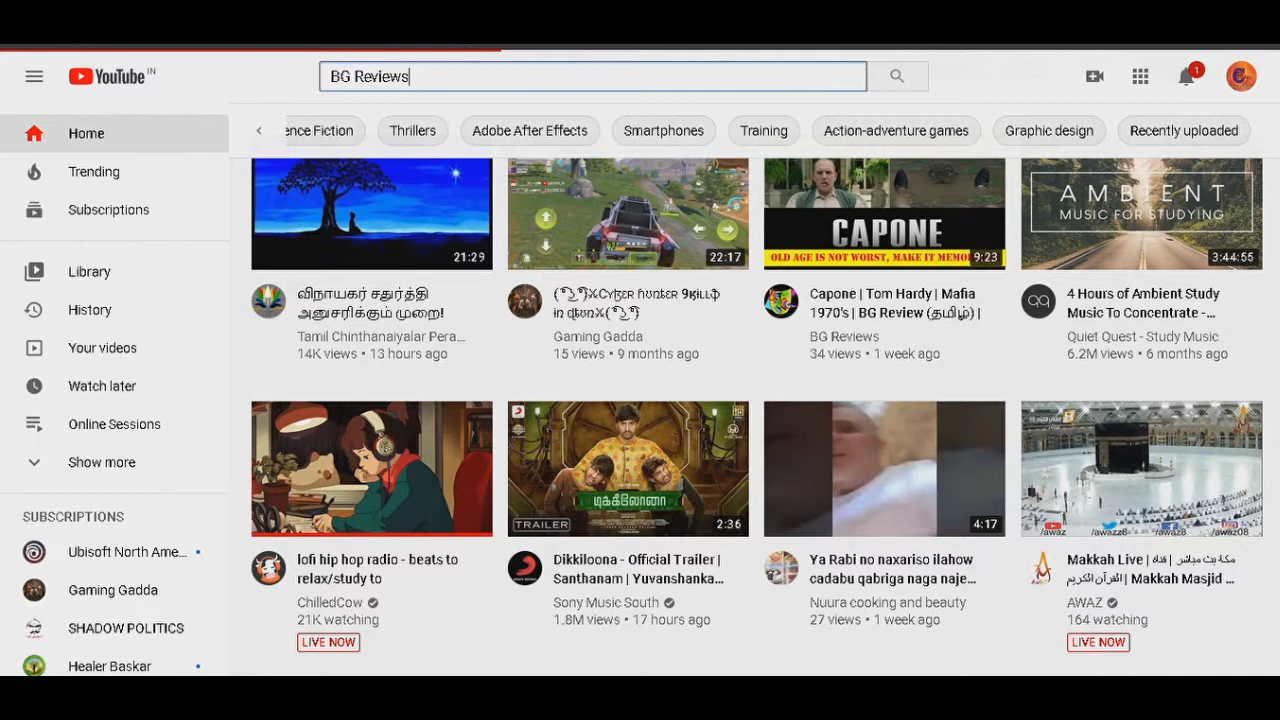 YouTube IN
BG Reviews
1
Home
Trending
Subscriptions
Library
History
Your videos
Watch later
Online Sessions
Show more
SUBSCRIPTIONS
Ubisoft North Ame...
Gaming Gadda
SHADOW POLITICS
Healer Baskar
ence Fiction
Thrillers
Adobe After Effects
Smartphones
Training
Action-adventure games
Graphic design
Recently uploaded
21:29
22:17
CAPONE
OLD AGE IS NOT WORST, MAKE IT MEMO
9:23
AMBIENT
MUSIC FOR STUDYING
3:44:55
விநாயகர் சதுர்த்தி
அனுசரிக்கும் முறை!
Tamil Chinthanaiyalar Pera...
14K views • 13 hours ago
Gaming Gadda
15 views • 9 months ago
Capone | Tom Hardy | Mafia
1970's | BG Review (தமிழ்) |
BG Reviews
34 views • 1 week ago
4 Hours of Ambient Study
Music To Concentrate -...
Quiet Quest - Study Music
6.2M views • 6 months ago
டிக்கிலோனா
TRAILER
2:36
4:17
lofi hip hop radio - beats to
relax/study to
ChilledCow
21K watching
LIVE NOW
Dikkiloona - Official Trailer |
Santhanam | Yuvanshanka...
Sony Music South
1.8M views • 17 hours ago
Ya Rabi no naxariso ilahow
cadabu qabriga naga naje...
Nuura cooking and beauty
27 views • 1 week ago
Makkah Live | مكة بث مباشر | قناة
القرآن الكريم | Makkah Masjid ...
AWAZ
164 watching
LIVE NOW